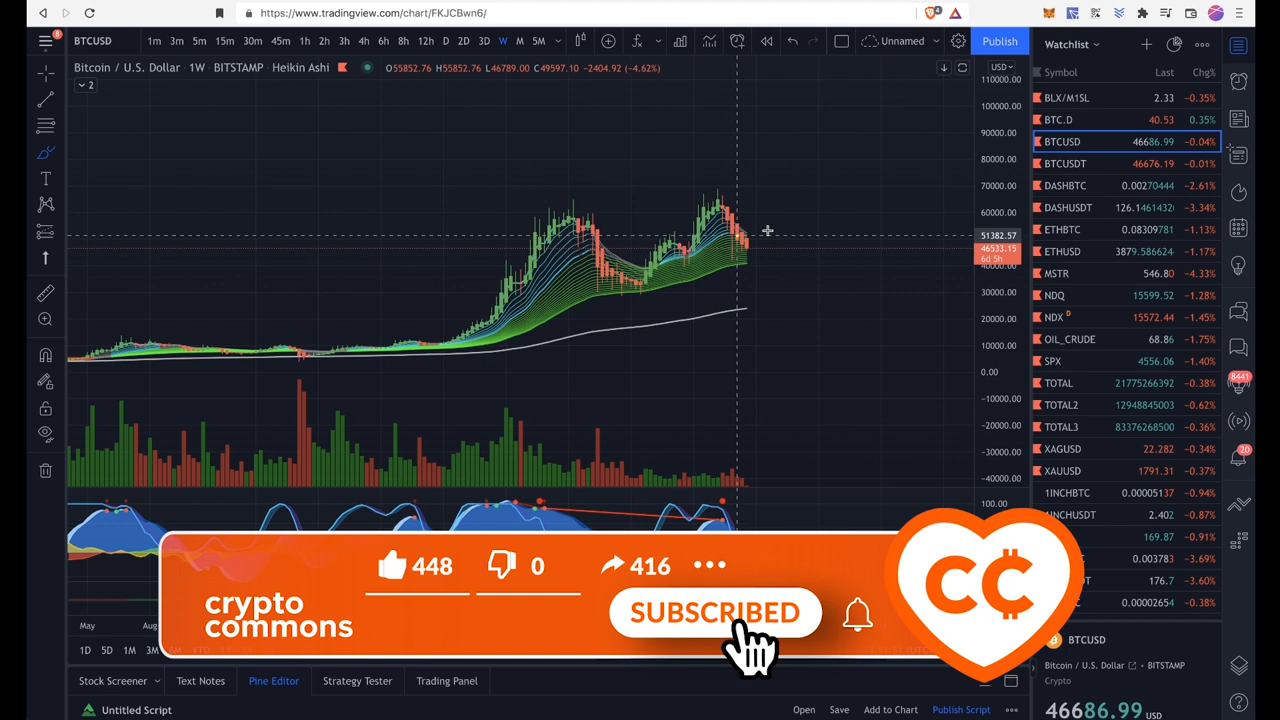 https://www.tradingview.com/chart/FKJCBwn6/
4
8
BTCUSD 1m 3m 5m 15m 30m 45m 1h 2h 3h 4h 6h 8h 12h D 2D 3D W M 5M Unnamed Publish
Watchlist
Bitcoin / U.S. Dollar · 1W · BITSTAMP · Heikin Ashi O55852.76 H55852.76 L46789.00 C49597.10 −2404.92 (−4.62%) USD
2
Symbol Last Chg%
BLX/M1SL 2.33 −0.35%
BTC.D 40.53 0.35%
BTCUSD 46686.99 −0.04%
BTCUSDT 46676.19 −0.01%
DASHBTC 0.00270444 −2.61%
DASHUSDT 126.1461432 −3.34%
ETHBTC 0.08309781 −1.13%
ETHUSD 3879.586624 −1.17%
MSTR 546.80 −4.33%
NDQ 15599.52 −1.28%
NDX D 15572.44 −1.45%
OIL_CRUDE 68.86 −1.75%
SPX 4556.06 −1.40%
TOTAL 21775266392 −0.38%
TOTAL2 12948845003 −0.62%
TOTAL3 83376268500 −0.36%
XAGUSD 22.282 −0.34%
XAUUSD 1791.31 −0.37%
1INCHBTC 0.00005137 −0.94%
1INCHUSDT 2.402 −0.87%
169.87 −0.91%
−3.69%
176.7 −3.60%
−0.38%
110000.00
100000.00
90000.00
80000.00
70000.00
60000.00
51382.57
46533.15
6d 5h
40000.00
30000.00
20000.00
10000.00
0.00
−10000.00
−20000.00
−30000.00
−40000.00
100.00
8441
20
448 0 416
SUBSCRIBED
crypto
commons
CC
May
1D 5D 1M 3M
BTCUSD
Bitcoin / U.S. Dollar BITSTAMP
Crypto
46686.99 USD
Stock Screener Text Notes Pine Editor Strategy Tester Trading Panel
Untitled Script Open Save Add to Chart Publish Script